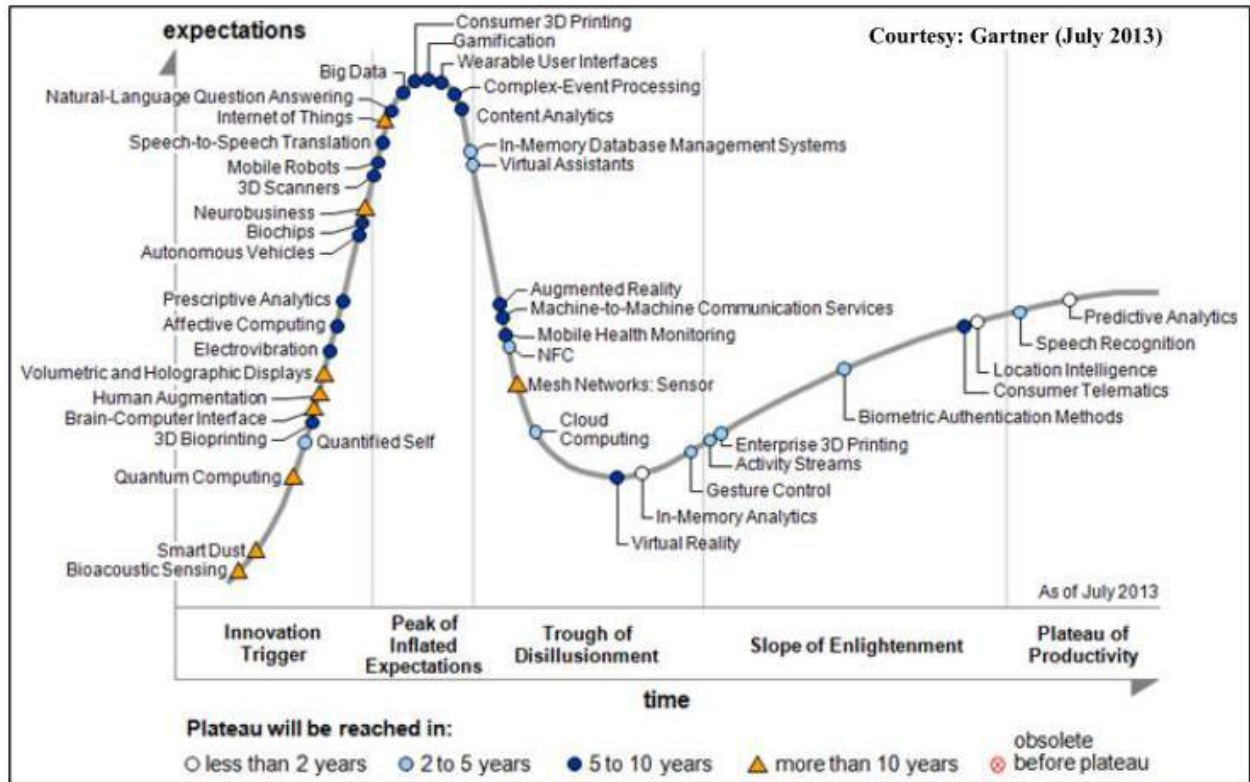 expectations
Courtesy: Gartner (July 2013)
Consumer 3D Printing
Gamification
Wearable User Interfaces
Big Data
Complex-Event Processing
Natural-Language Question Answering
Internet of Things
Content Analytics
Speech-to-Speech Translation
In-Memory Database Management Systems
Virtual Assistants
Mobile Robots
3D Scanners
Neurobusiness
Biochips
Autonomous Vehicles
Augmented Reality
Prescriptive Analytics
Machine-to-Machine Communication Services
Affective Computing
Mobile Health Monitoring
Electrovibration
NFC
Predictive Analytics
Speech Recognition
Location Intelligence
Consumer Telematics
Volumetric and Holographic Displays
Mesh Networks: Sensor
Human Augmentation
Brain-Computer Interface
3D Bioprinting
Quantified Self
Cloud
Computing
Biometric Authentication Methods
Enterprise 3D Printing
Activity Streams
Quantum Computing
Gesture Control
In-Memory Analytics
Virtual Reality
Smart Dust
Bioacoustic Sensing
As of July 2013
Innovation
Trigger
Peak of
Inflated
Expectations
Trough of
Disillusionment
Slope of Enlightenment
Plateau of
Productivity
time
Plateau will be reached in:
less than 2 years
2 to 5 years
5 to 10 years
more than 10 years
obsolete
before plateau